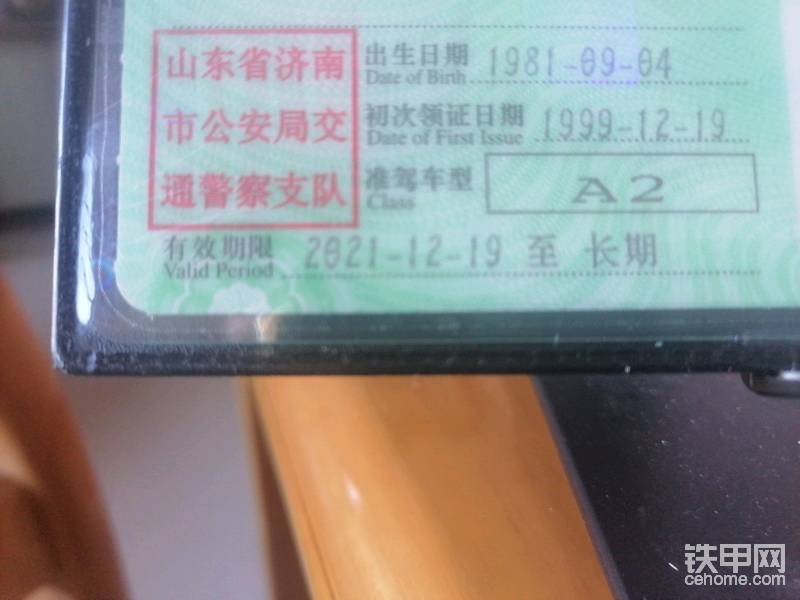 山东省济南
市公安局交
通警察支队
出生日期 1981-09-04
Date of Birth
初次领证日期 1999-12-19
Date of First Issue
准驾车型 A2
Class
有效期限 2021-12-19 至 长期
Valid Period
铁甲网
cehome.com